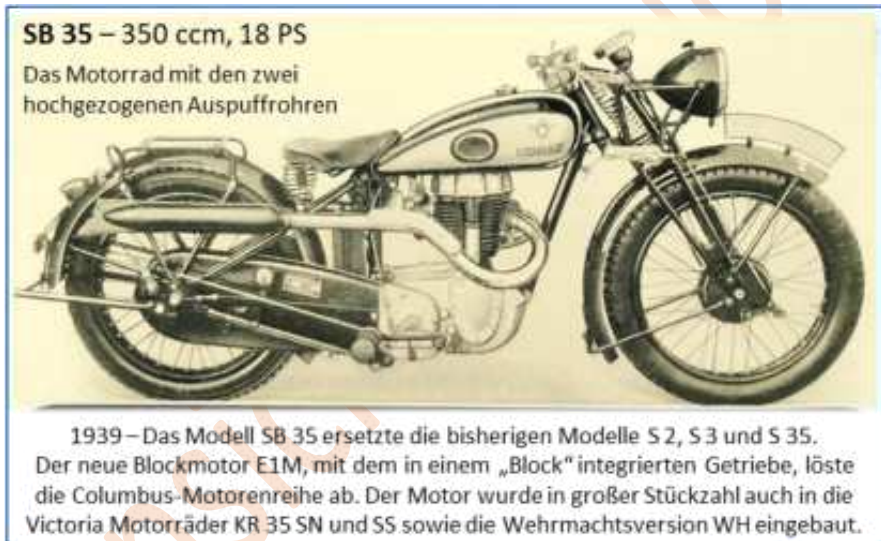 SB 35 – 350 ccm, 18 PS
Das Motorrad mit den zwei
hochgezogenen Auspuffrohren
1939 – Das Modell SB 35 ersetzte die bisherigen Modelle S 2, S 3 und S 35.
Der neue Blockmotor E1M, mit dem in einem „Block“ integrierten Getriebe, löste
die Columbus-Motorenreihe ab. Der Motor wurde in großer Stückzahl auch in die
Victoria Motorräder KR 35 SN und SS sowie die Wehrmachtsversion WH eingebaut.